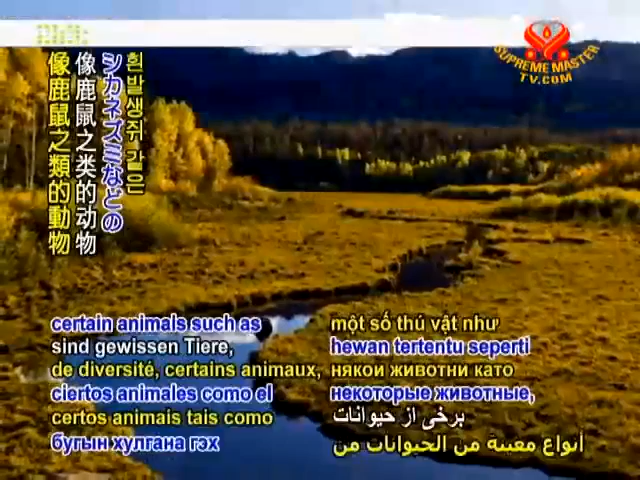 SUPREME MASTER
TV.COM
像鹿鼠之類的動物
像鹿鼠之类的动物
シカネズミなどの
흰발생쥐 같은
certain animals such as
sind gewissen Tiere,
de diversité, certains animaux,
ciertos animales como el
certos animais tais como
бугын хулгана гэх
một số thú vật như
hewan tertentu seperti
някои животни като
некоторые животные,
برخی از حیوانات
أنواع معينة من الحيوانات من